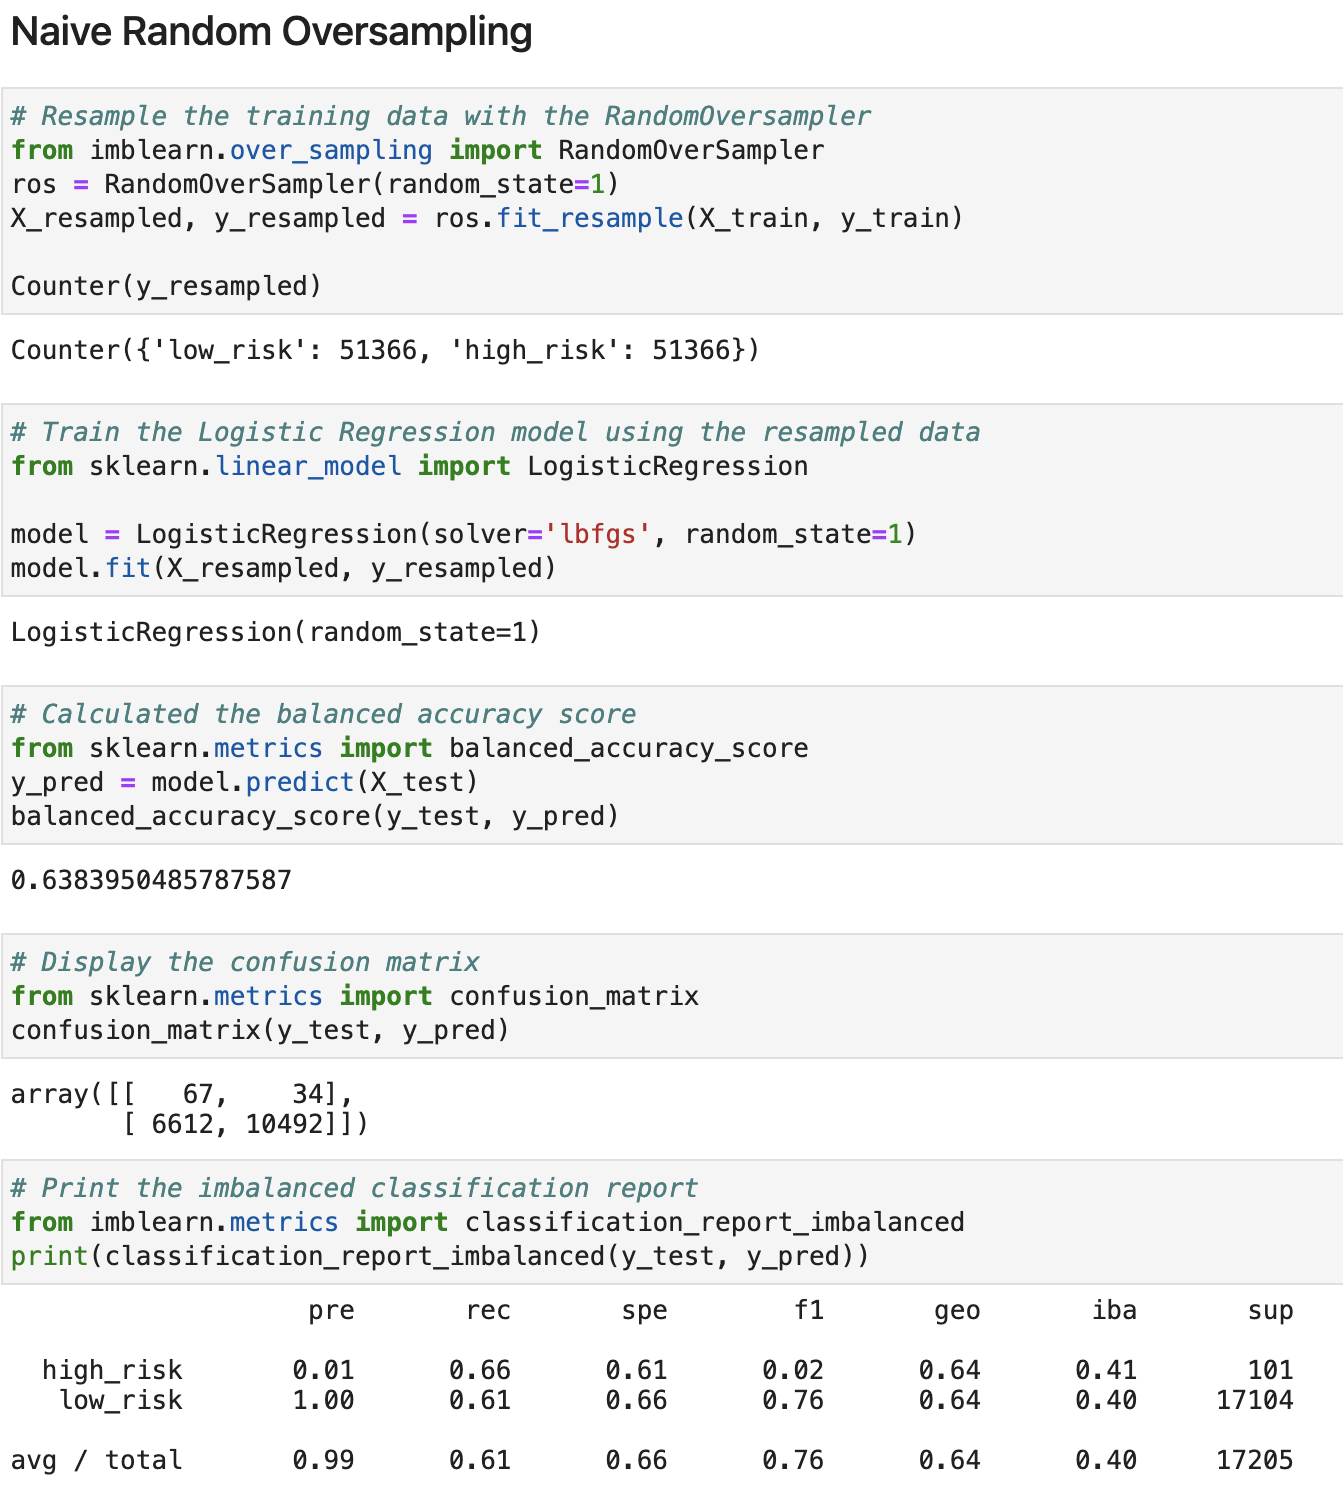 Naive Random Oversampling
# Resample the training data with the RandomOversampler
from imblearn.over_sampling import RandomOverSampler
ros = RandomOverSampler(random_state=1)
X_resampled, y_resampled = ros.fit_resample(X_train, y_train)
Counter(y_resampled)
Counter({'low_risk': 51366, 'high_risk': 51366})
# Train the Logistic Regression model using the resampled data
from sklearn.linear_model import LogisticRegression
model = LogisticRegression(solver='lbfgs', random_state=1)
model.fit(X_resampled, y_resampled)
LogisticRegression(random_state=1)
# Calculated the balanced accuracy score
from sklearn.metrics import balanced_accuracy_score
y_pred = model.predict(X_test)
balanced_accuracy_score(y_test, y_pred)
0.6383950485787587
# Display the confusion matrix
from sklearn.metrics import confusion_matrix
confusion_matrix(y_test, y_pred)
array([[   67,    34],
       [ 6612, 10492]])
# Print the imbalanced classification report
from imblearn.metrics import classification_report_imbalanced
print(classification_report_imbalanced(y_test, y_pred))
                   pre       rec       spe        f1       geo       iba       sup
  high_risk       0.01      0.66      0.61      0.02      0.64      0.41       101
   low_risk       1.00      0.61      0.66      0.76      0.64      0.40     17104
avg / total       0.99      0.61      0.66      0.76      0.64      0.40     17205